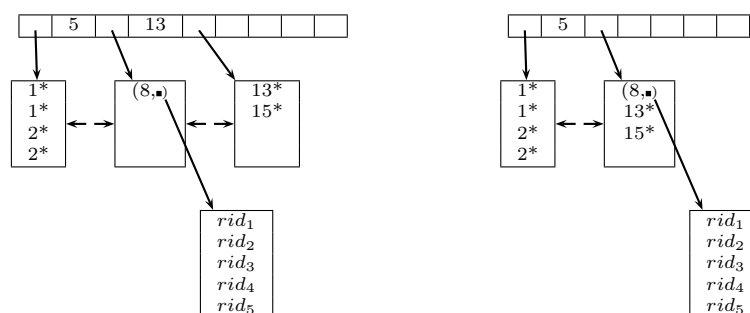 5 13
1*
1*
2*
2*
(8,■)
13*
15*
rid₁
rid₂
rid₃
rid₄
rid₅
5
1*
1*
2*
2*
(8,■)
13*
15*
rid₁
rid₂
rid₃
rid₄
rid₅